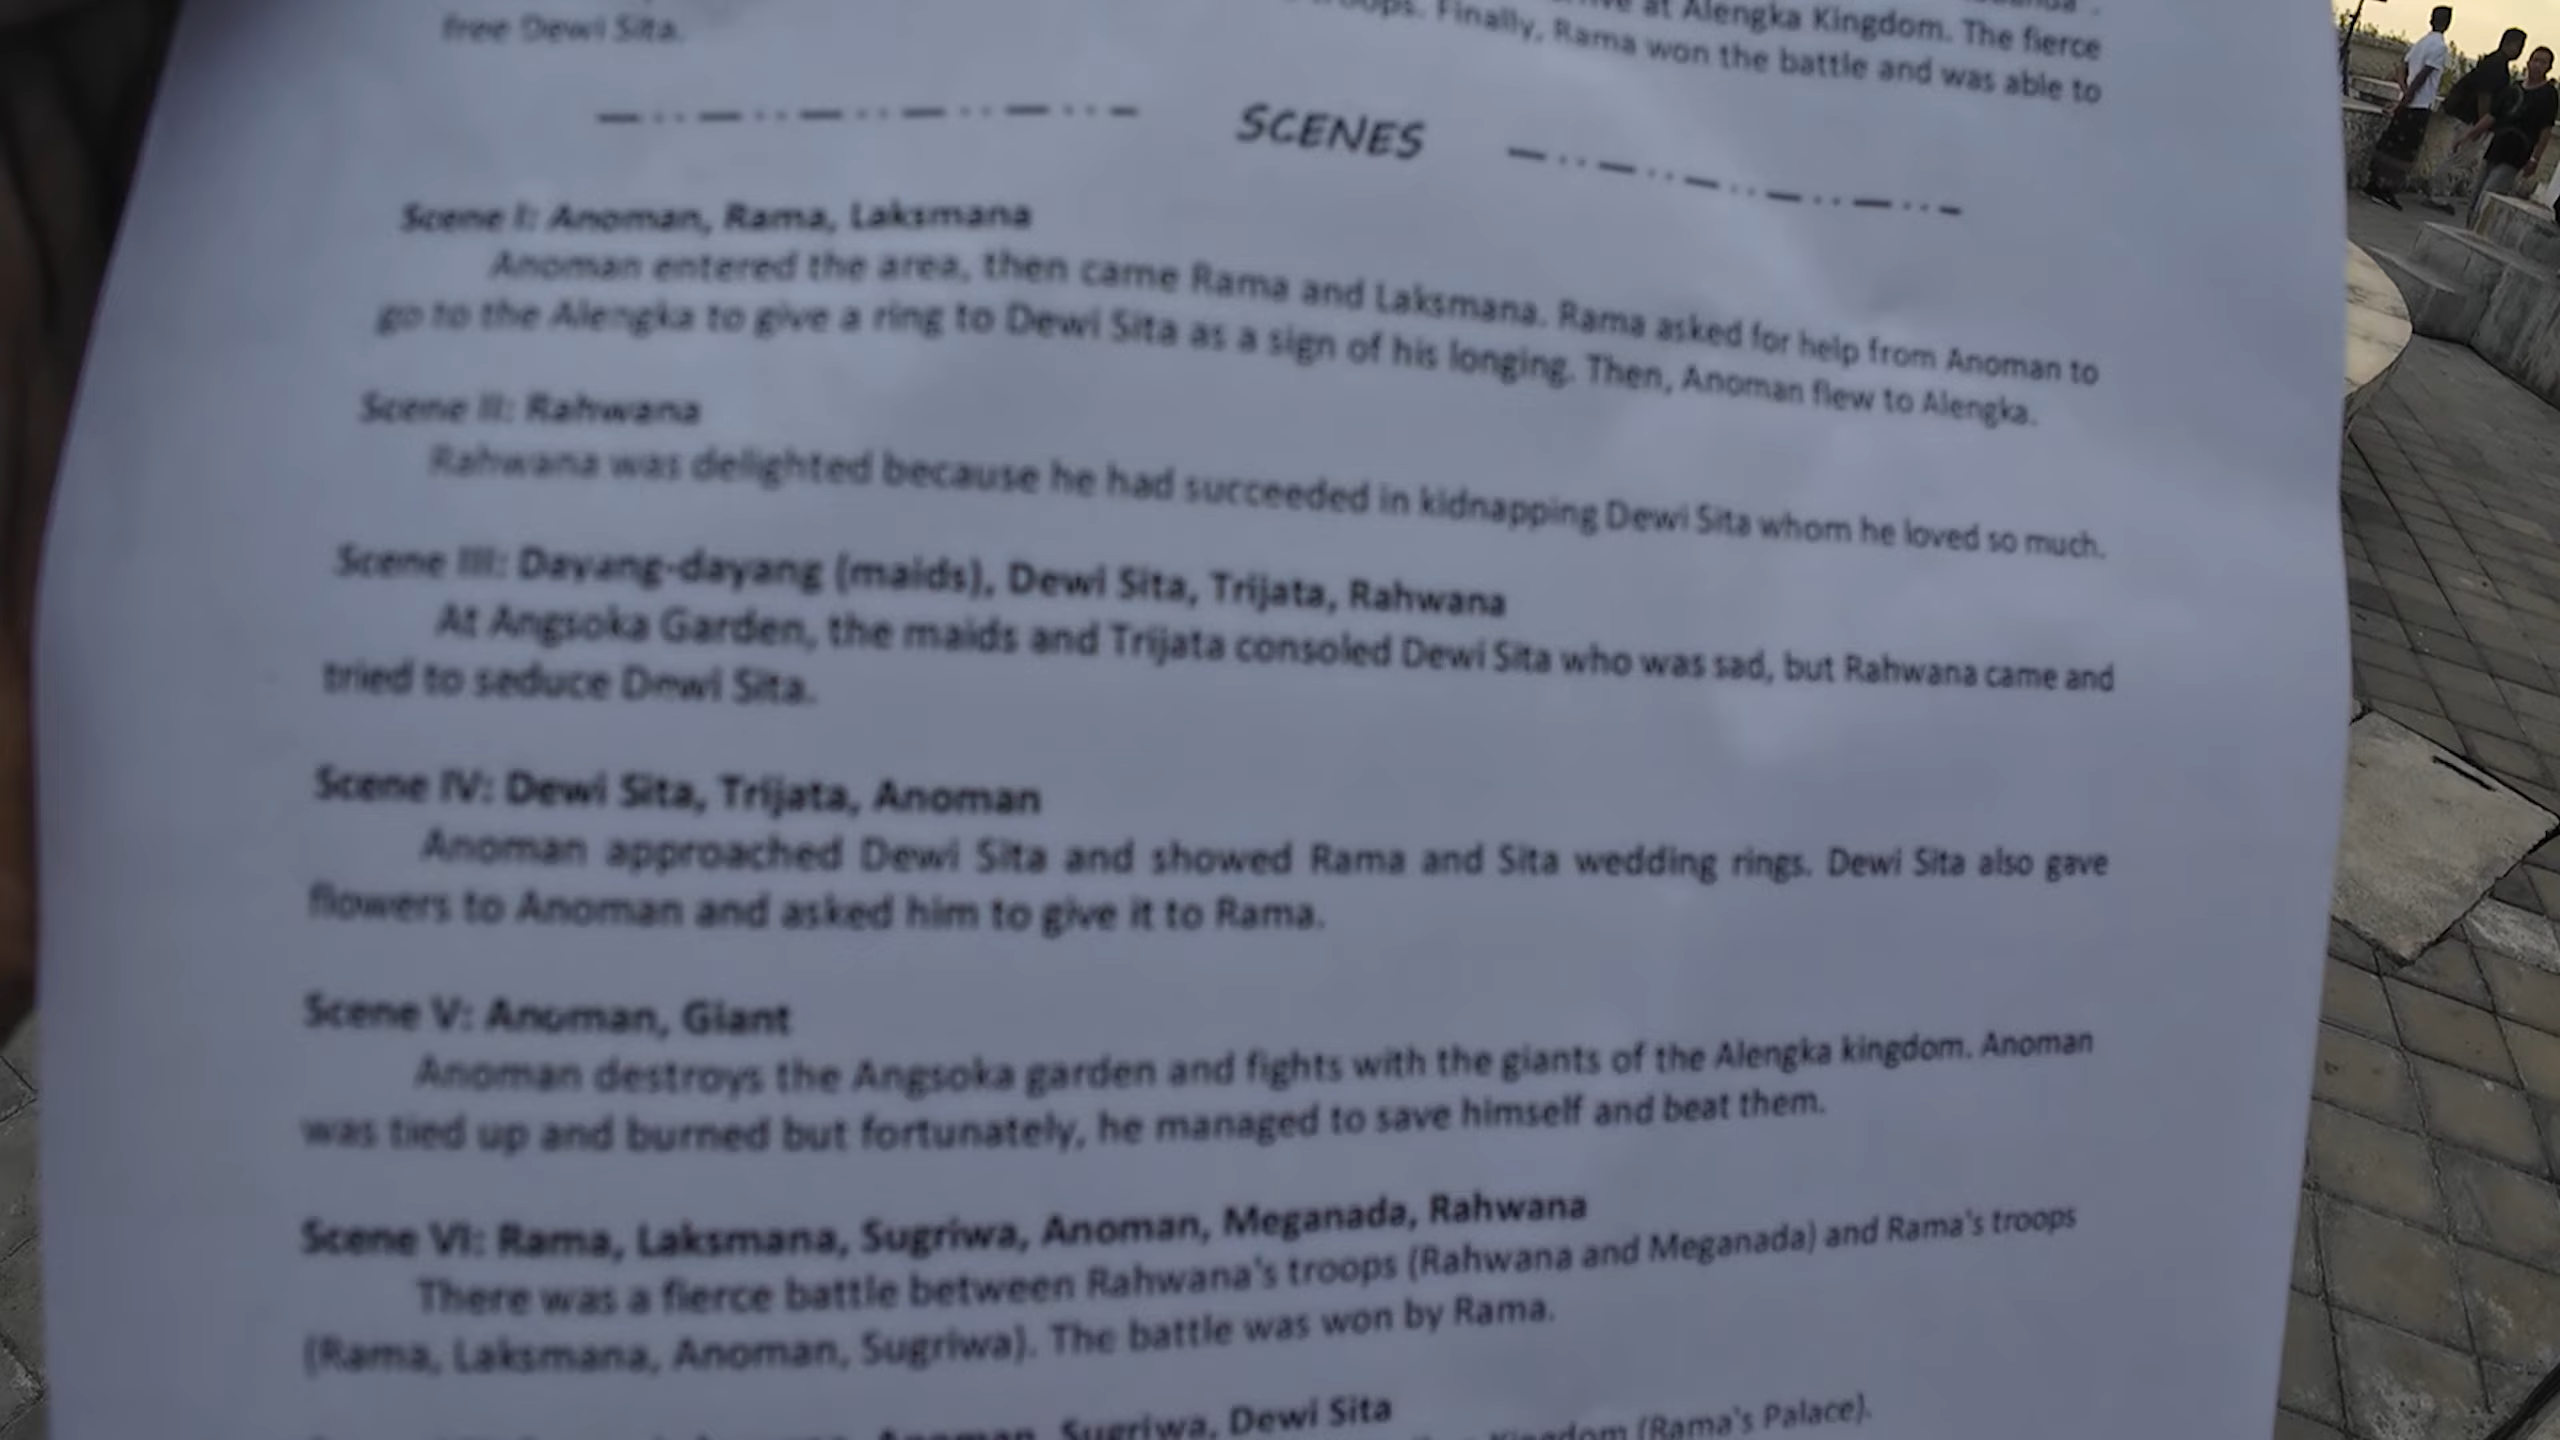 at Alengka Kingdom. The fierce
Finally, Rama won the battle and was able to
free Dewi Sita.
SCENES
Scene I: Anoman, Rama, Laksmana
Anoman entered the area, then came Rama and Laksmana. Rama asked for help from Anoman to
go to the Alengka to give a ring to Dewi Sita as a sign of his longing. Then, Anoman flew to Alengka.
Scene II: Rahwana
Rahwana was delighted because he had succeeded in kidnapping Dewi Sita whom he loved so much.
Scene III: Dayang-dayang (maids), Dewi Sita, Trijata, Rahwana
At Angsoka Garden, the maids and Trijata consoled Dewi Sita who was sad, but Rahwana came and
tried to seduce Dewi Sita.
Scene IV: Dewi Sita, Trijata, Anoman
Anoman approached Dewi Sita and showed Rama and Sita wedding rings. Dewi Sita also gave
flowers to Anoman and asked him to give it to Rama.
Scene V: Anoman, Giant
Anoman destroys the Angsoka garden and fights with the giants of the Alengka kingdom. Anoman
was tied up and burned but fortunately, he managed to save himself and beat them.
Scene VI: Rama, Laksmana, Sugriwa, Anoman, Meganada, Rahwana
There was a fierce battle between Rahwana's troops (Rahwana and Meganada) and Rama's troops
(Rama, Laksmana, Anoman, Sugriwa). The battle was won by Rama.
Anoman, Sugriwa, Dewi Sita
Kingdom (Rama's Palace).